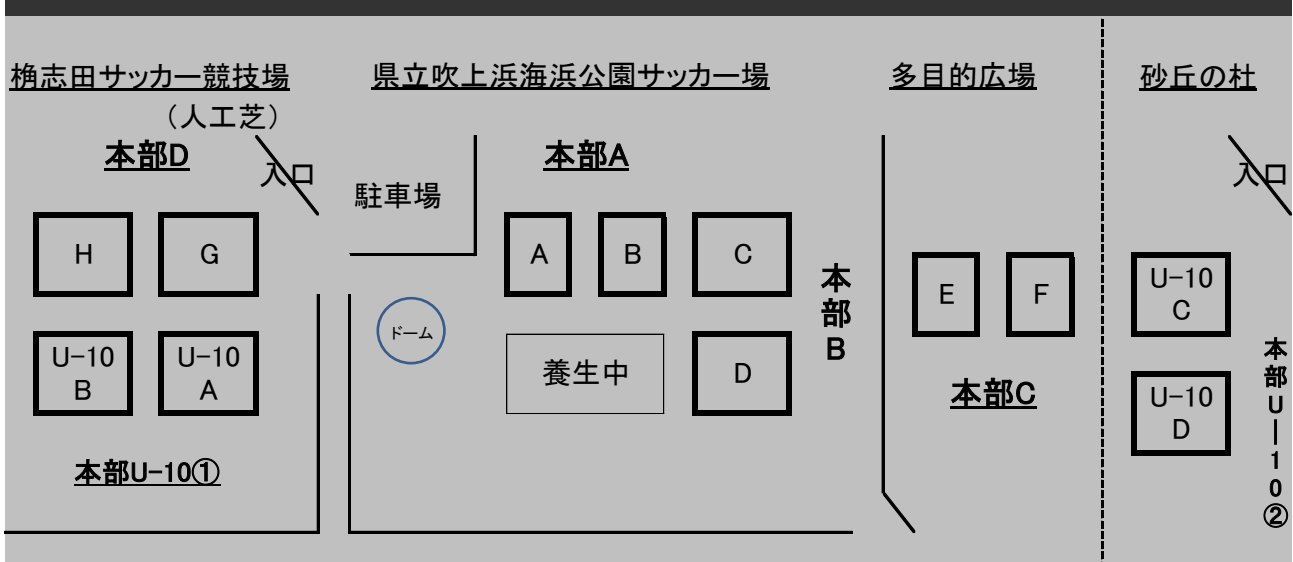 桷志田サッカー競技場
（人工芝）
本部D
入口
H
G
U-10
B
U-10
A
本部U-10①
県立吹上浜海浜公園サッカー場
駐車場
本部A
A
B
C
ドーム
養生中
D
本部B
多目的広場
E
F
本部C
砂丘の杜
入口
U-10
C
U-10
D
本部U-10②